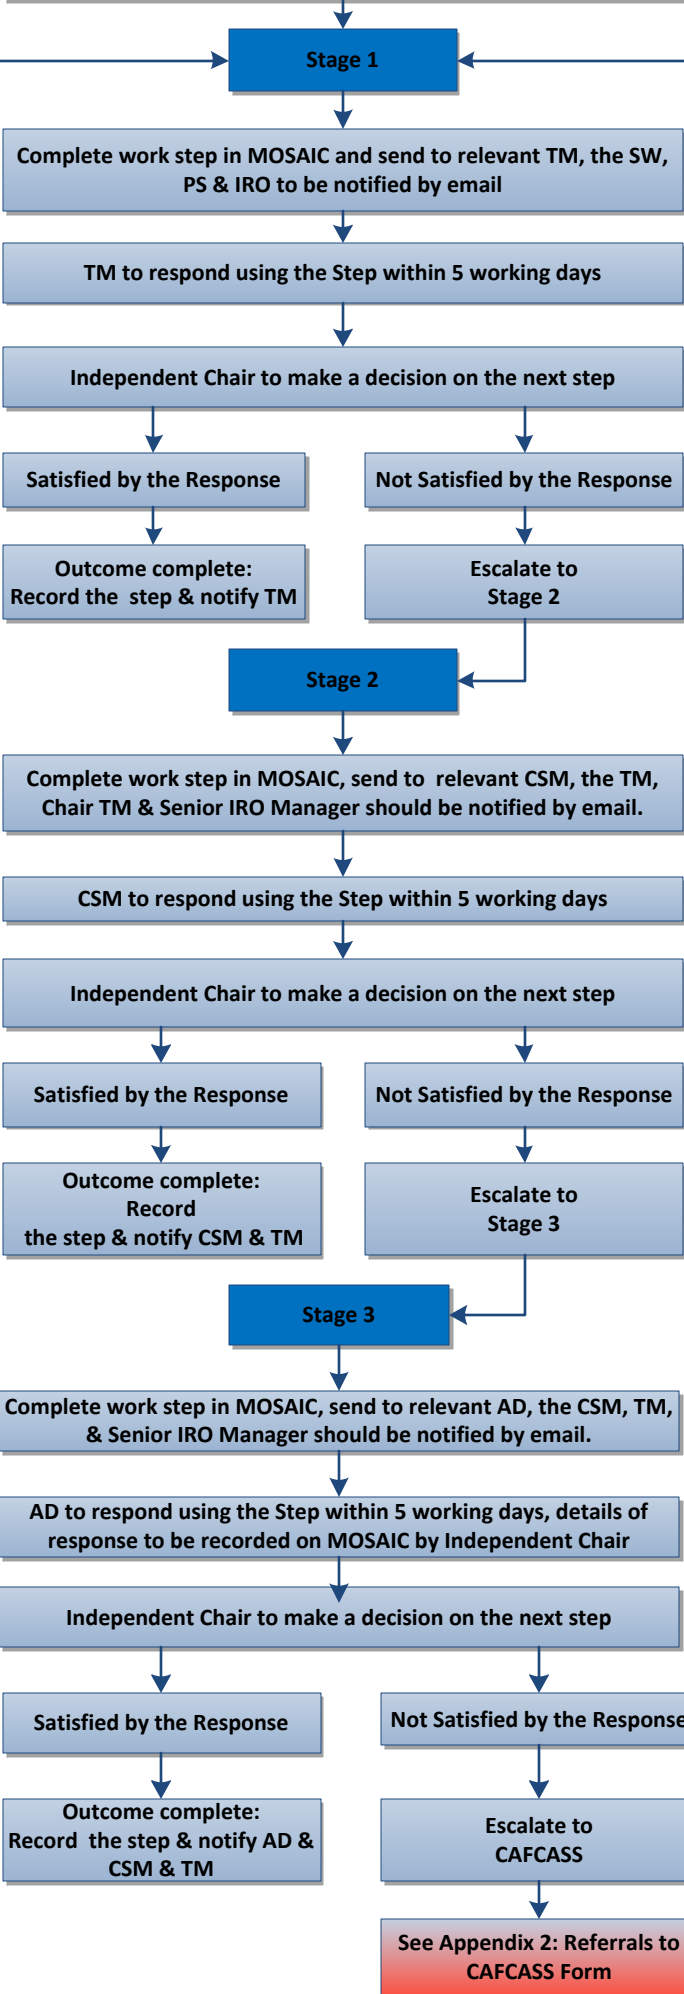 Stage 1
Complete work step in MOSAIC and send to relevant TM, the SW,
PS & IRO to be notified by email
TM to respond using the Step within 5 working days
Independent Chair to make a decision on the next step
Satisfied by the Response
Not Satisfied by the Response
Outcome complete:
Record the step & notify TM
Escalate to
Stage 2
Stage 2
Complete work step in MOSAIC, send to relevant CSM, the TM,
Chair TM & Senior IRO Manager should be notified by email.
CSM to respond using the Step within 5 working days
Independent Chair to make a decision on the next step
Satisfied by the Response
Not Satisfied by the Response
Outcome complete:
Record
the step & notify CSM & TM
Escalate to
Stage 3
Stage 3
Complete work step in MOSAIC, send to relevant AD, the CSM, TM,
& Senior IRO Manager should be notified by email.
AD to respond using the Step within 5 working days, details of
response to be recorded on MOSAIC by Independent Chair
Independent Chair to make a decision on the next step
Satisfied by the Response
Not Satisfied by the Response
Outcome complete:
Record the step & notify AD &
CSM & TM
Escalate to
CAFCASS
See Appendix 2: Referrals to
CAFCASS Form